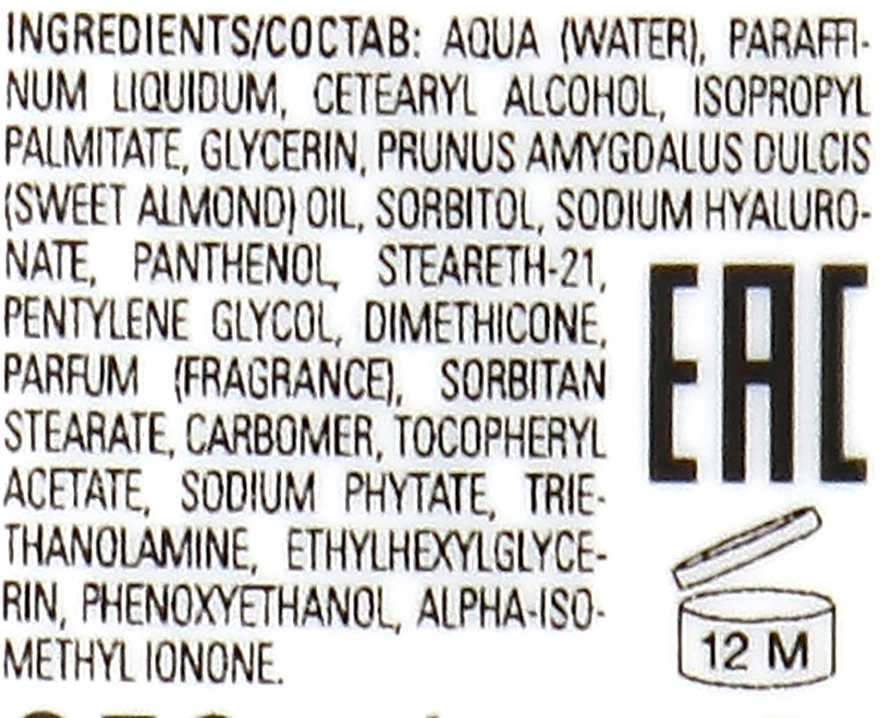 INGREDIENTS/СОСТАВ: AQUA (WATER), PARAFFI-
NUM LIQUIDUM, CETEARYL ALCOHOL, ISOPROPYL
PALMITATE, GLYCERIN, PRUNUS AMYGDALUS DULCIS
(SWEET ALMOND) OIL, SORBITOL, SODIUM HYALURO-
NATE, PANTHENOL, STEARETH-21,
PENTYLENE GLYCOL, DIMETHICONE,
PARFUM (FRAGRANCE), SORBITAN
STEARATE, CARBOMER, TOCOPHERYL
ACETATE, SODIUM PHYTATE, TRIE-
THANOLAMINE, ETHYLHEXYLGLYCE-
RIN, PHENOXYETHANOL, ALPHA-ISO-
METHYL IONONE.
EAC
12 M